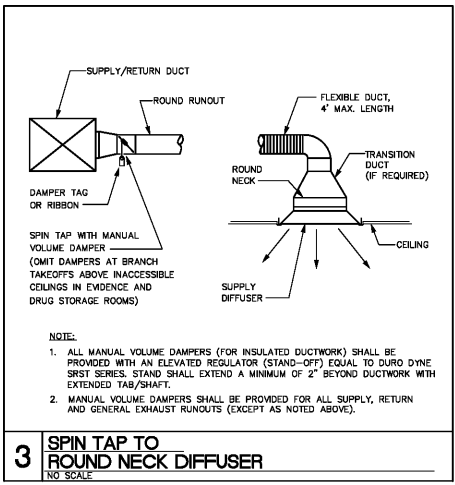 SUPPLY/RETURN DUCT
ROUND RUNOUT
DAMPER TAG
OR RIBBON
SPIN TAP WITH MANUAL
VOLUME DAMPER
(OMIT DAMPERS AT BRANCH
TAKEOFFS ABOVE INACCESSIBLE
CEILINGS IN EVIDENCE AND
DRUG STORAGE ROOMS)
FLEXIBLE DUCT,
4' MAX. LENGTH
TRANSITION
DUCT
(IF REQUIRED)
ROUND
NECK
CEILING
SUPPLY
DIFFUSER
NOTE:
1. ALL MANUAL VOLUME DAMPERS (FOR INSULATED DUCTWORK) SHALL BE
PROVIDED WITH AN ELEVATED REGULATOR (STAND-OFF) EQUAL TO DURO DYNE
SRST SERIES. STAND SHALL EXTEND A MINIMUM OF 2" BEYOND DUCTWORK WITH
EXTENDED TAB/SHAFT.
2. MANUAL VOLUME DAMPERS SHALL BE PROVIDED FOR ALL SUPPLY, RETURN
AND GENERAL EXHAUST RUNOUTS (EXCEPT AS NOTED ABOVE).
3
SPIN TAP TO
ROUND NECK DIFFUSER
NO SCALE